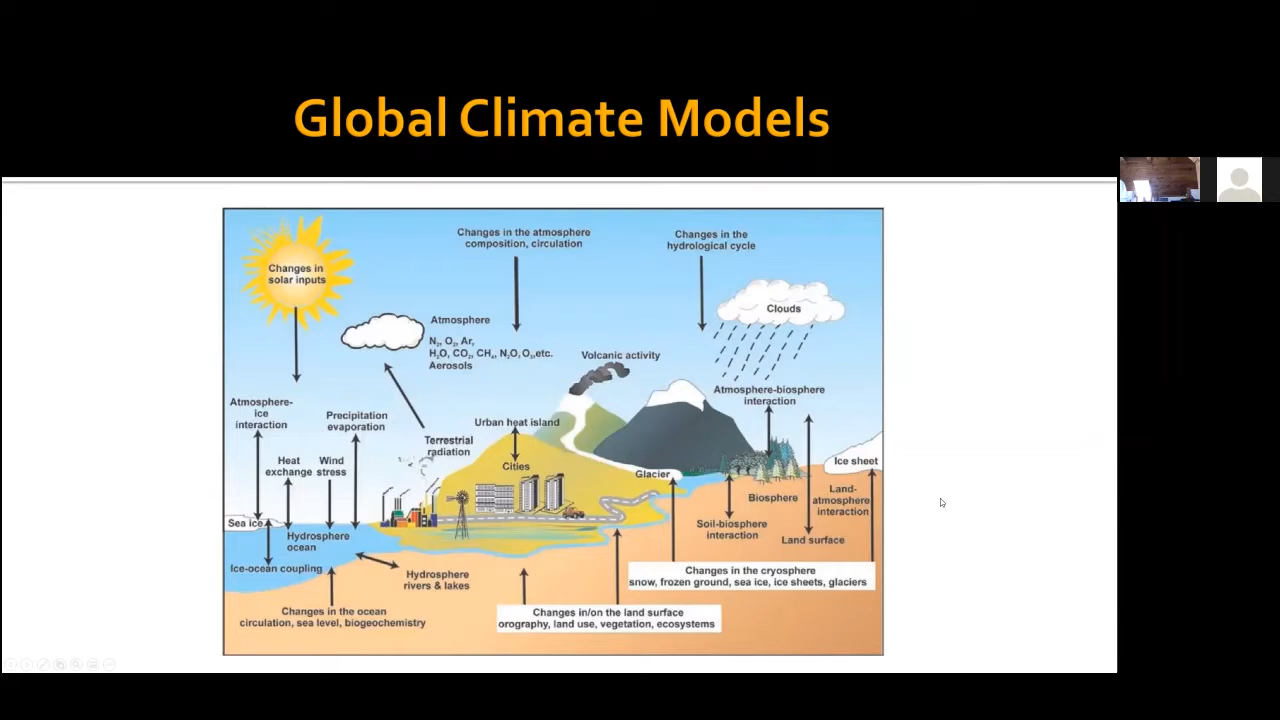 Global Climate Models
Changes in
solar inputs
Changes in the atmosphere
composition, circulation
Changes in the
hydrological cycle
Clouds
Atmosphere
N₂, O₂, Ar,
H₂O, CO₂, CH₄, N₂O, O₃,etc.
Aerosols
Volcanic activity
Atmosphere-biosphere
interaction
Atmosphere-
ice
interaction
Precipitation
evaporation
Urban heat island
Terrestrial
radiation
Heat
exchange
Wind
stress
Cities
Glacier
Ice sheet
Biosphere
Land-
atmosphere
interaction
Soil-biosphere
interaction
Land surface
Sea ice
Hydrosphere
ocean
Ice-ocean coupling
Hydrosphere
rivers & lakes
Changes in the cryosphere
snow, frozen ground, sea ice, ice sheets, glaciers
Changes in the ocean
circulation, sea level, biogeochemistry
Changes in/on the land surface
orography, land use, vegetation, ecosystems